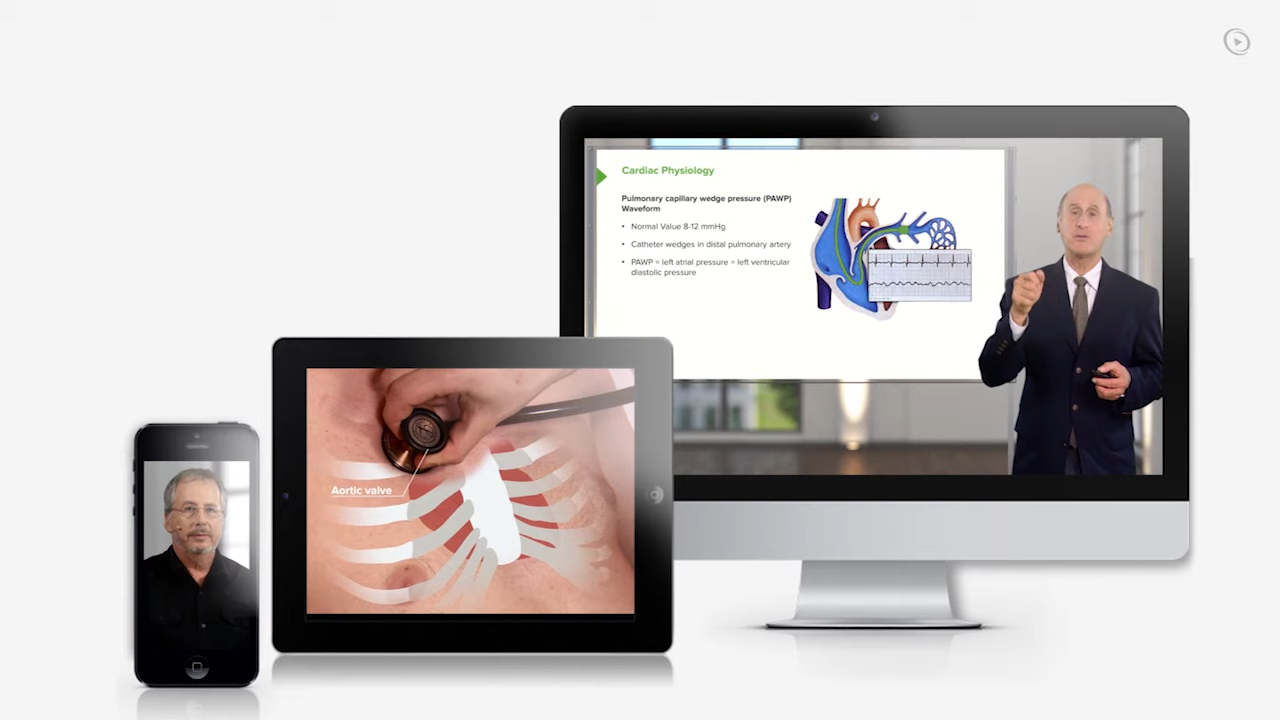 Cardiac Physiology
Pulmonary capillary wedge pressure (PAWP)
Waveform
• Normal Value 8-12 mmHg
• Catheter wedges in distal pulmonary artery
• PAWP = left atrial pressure = left ventricular
diastolic pressure
Aortic valve